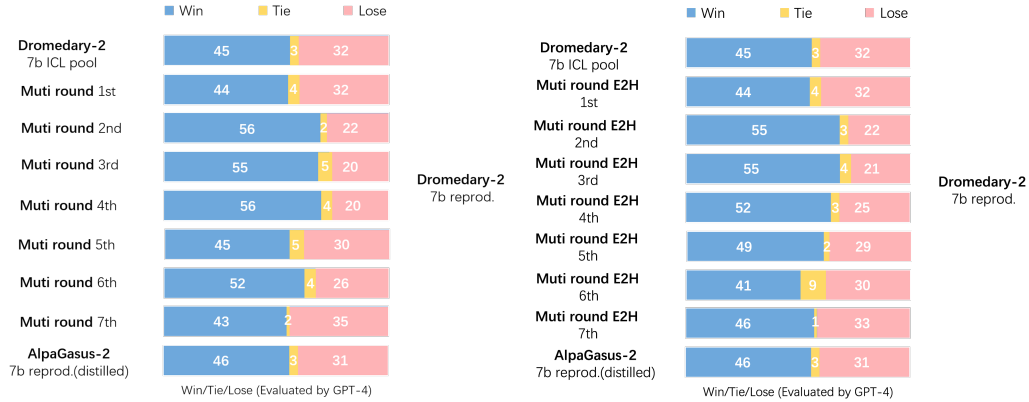 Win Tie Lose
Dromedary-2
7b ICL pool
45 3 32
Muti round 1st
44 4 32
Muti round 2nd
56 2 22
Muti round 3rd
55 5 20
Muti round 4th
56 4 20
Muti round 5th
45 5 30
Muti round 6th
52 4 26
Muti round 7th
43 2 35
AlpaGasus-2
7b reprod.(distilled)
46 3 31
Win/Tie/Lose (Evaluated by GPT-4)
Dromedary-2
7b reprod.
Win Tie Lose
Dromedary-2
7b ICL pool
45 3 32
Muti round E2H
1st
44 4 32
Muti round E2H
2nd
55 3 22
Muti round E2H
3rd
55 4 21
Muti round E2H
4th
52 3 25
Muti round E2H
5th
49 2 29
Muti round E2H
6th
41 9 30
Muti round E2H
7th
46 1 33
AlpaGasus-2
7b reprod.(distilled)
46 3 31
Win/Tie/Lose (Evaluated by GPT-4)
Dromedary-2
7b reprod.